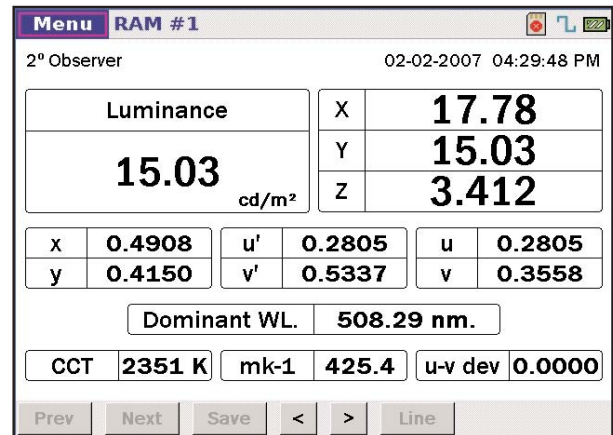 Menu RAM #1
2º Observer 02-02-2007 04:29:48 PM
Luminance
15.03
cd/m²
X 17.78
Y 15.03
Z 3.412
x 0.4908 u' 0.2805 u 0.2805
y 0.4150 v' 0.5337 v 0.3558
Dominant WL. 508.29 nm.
CCT 2351 K mk-1 425.4 u-v dev 0.0000
Prev Next Save < > Line